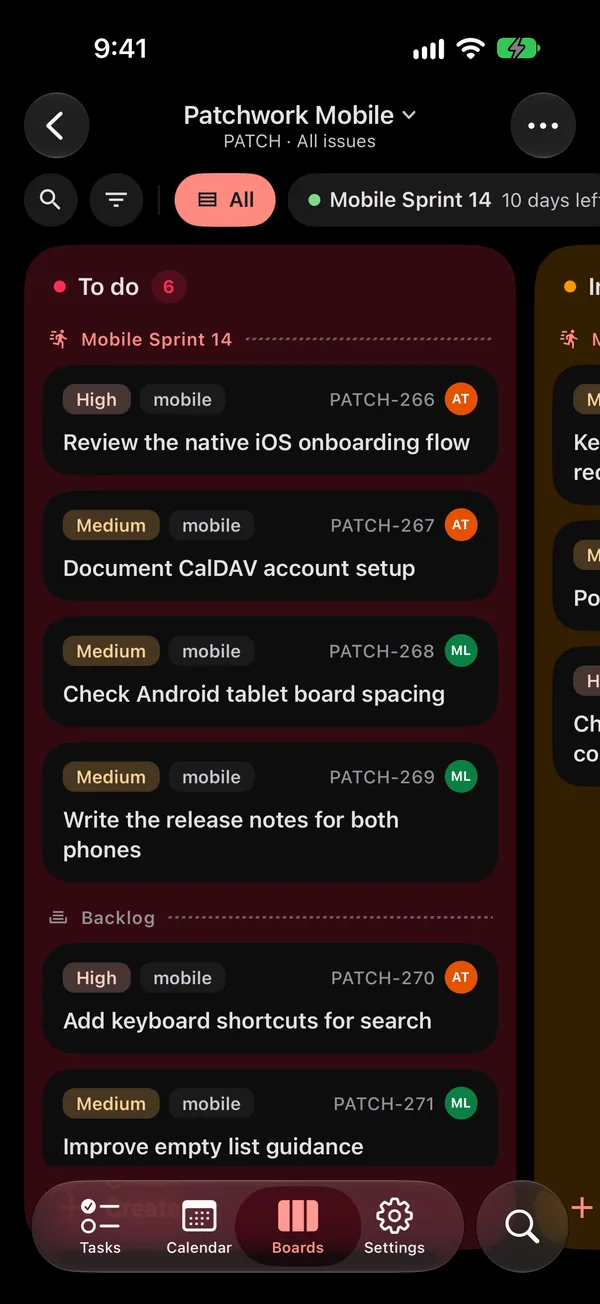 9:41
Patchwork Mobile
PATCH · All issues
All
Mobile Sprint 14 10 days left
To do 6
Mobile Sprint 14
High mobile PATCH-266 AT
Review the native iOS onboarding flow
Medium mobile PATCH-267 AT
Document CalDAV account setup
Medium mobile PATCH-268 ML
Check Android tablet board spacing
Medium mobile PATCH-269 ML
Write the release notes for both
phones
Backlog
High mobile PATCH-270 AT
Add keyboard shortcuts for search
Medium mobile PATCH-271 ML
Improve empty list guidance
Create
Tasks
Calendar
Boards
Settings